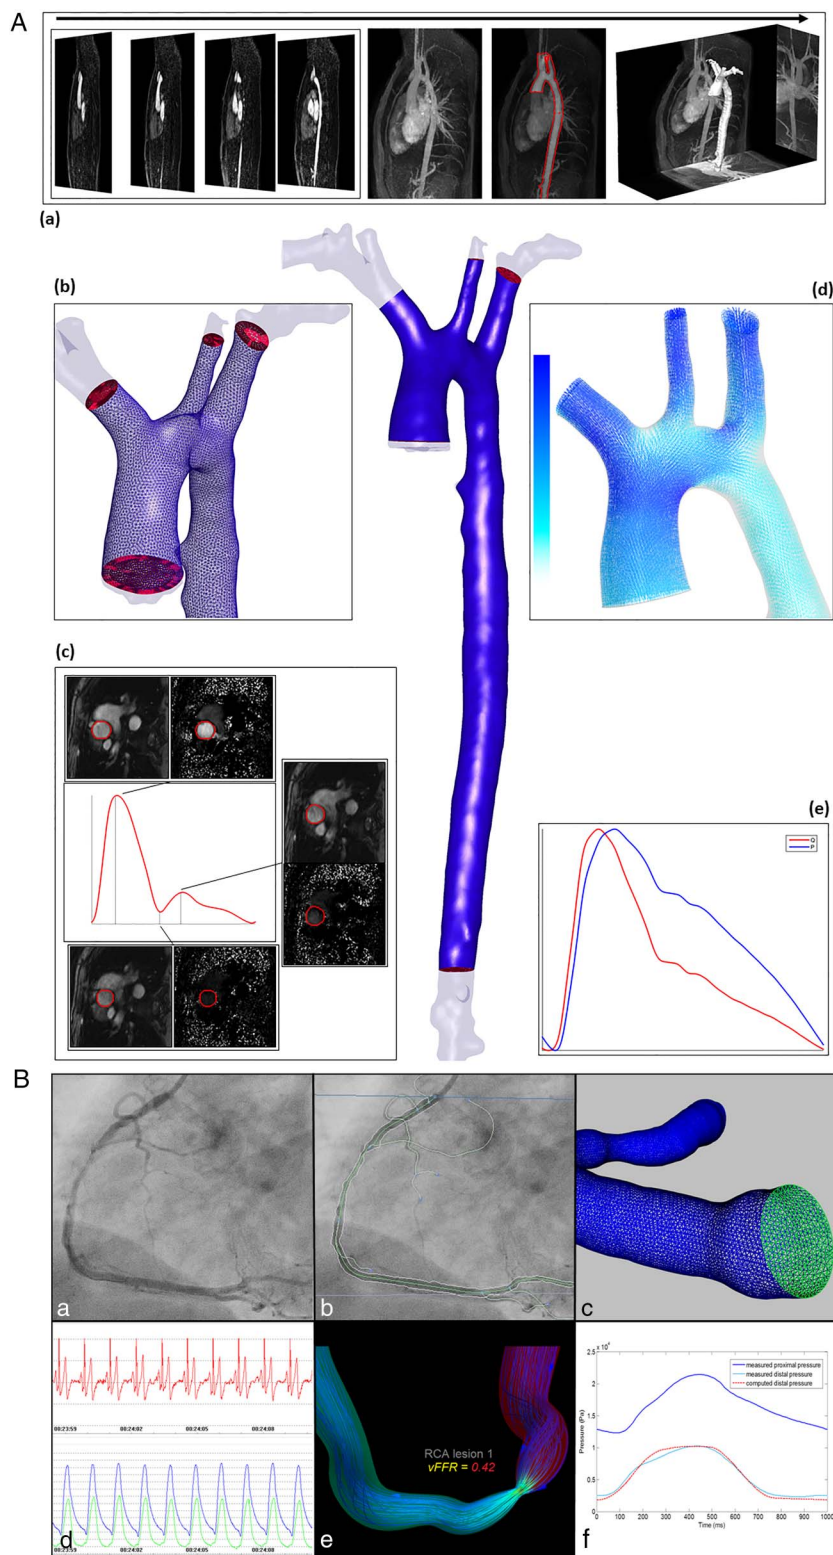 A
(a)
(b)
(d)
(c)
(e)
Q
P
B
a
b
c
00:23:59
00:24:02
00:24:05
00:24:08
00:23:59
00:24:02
00:24:05
00:24:08
d
RCA lesion 1
vFFR = 0.42
e
2.5
2
1.5
1
0.5
0
Pressure (Pa)
measured proximal pressure
measured distal pressure
computed distal pressure
0 100 200 300 400 500 600 700 800 900 1000
Time (ms)
f